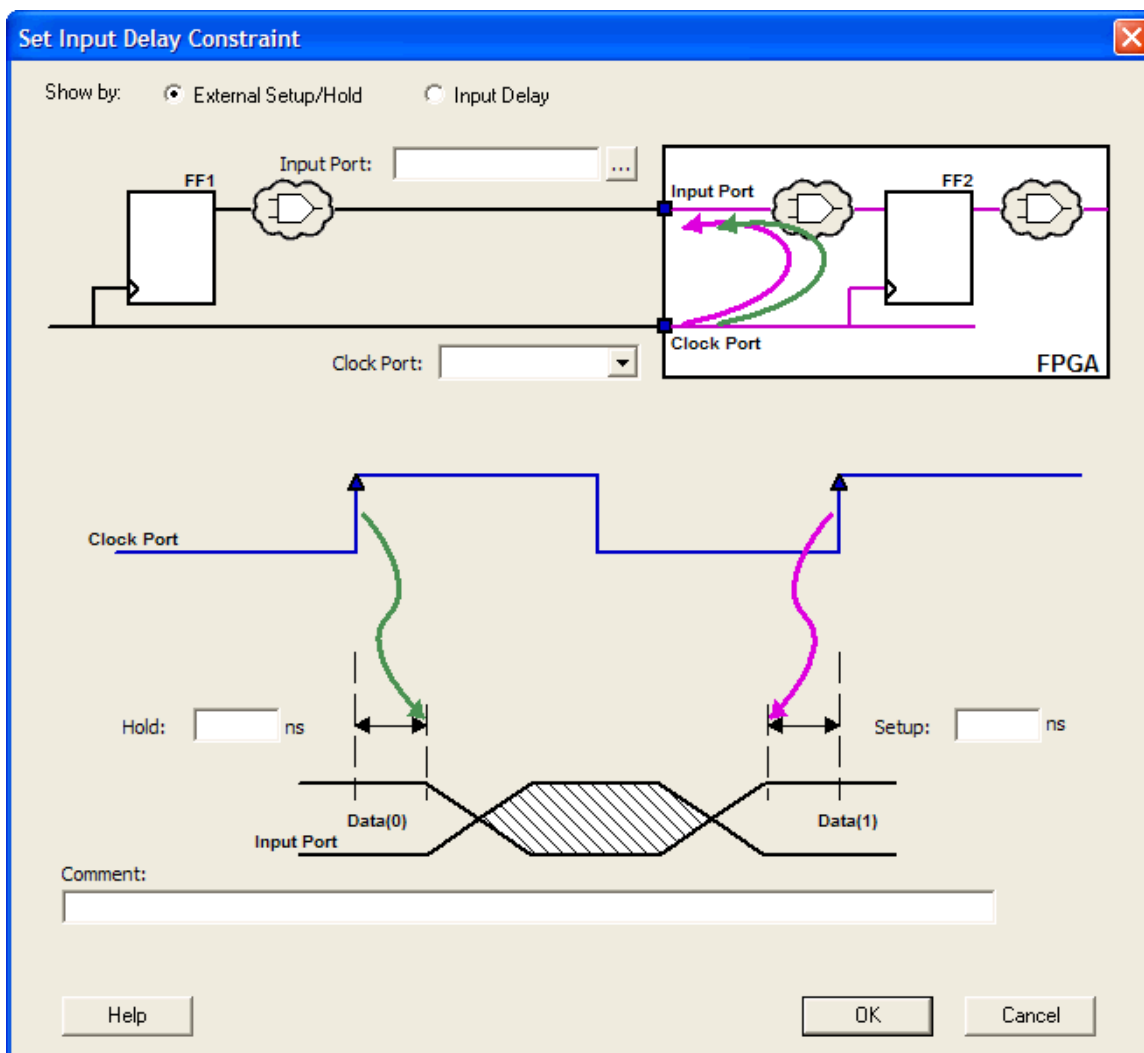 Set Input Delay Constraint
Show by: External Setup/Hold Input Delay
Input Port: ...
FF1
Input Port
FF2
Clock Port
Clock Port:
FPGA
Clock Port
Hold: ns
Setup: ns
Data(0)
Data(1)
Input Port
Comment:
Help OK Cancel